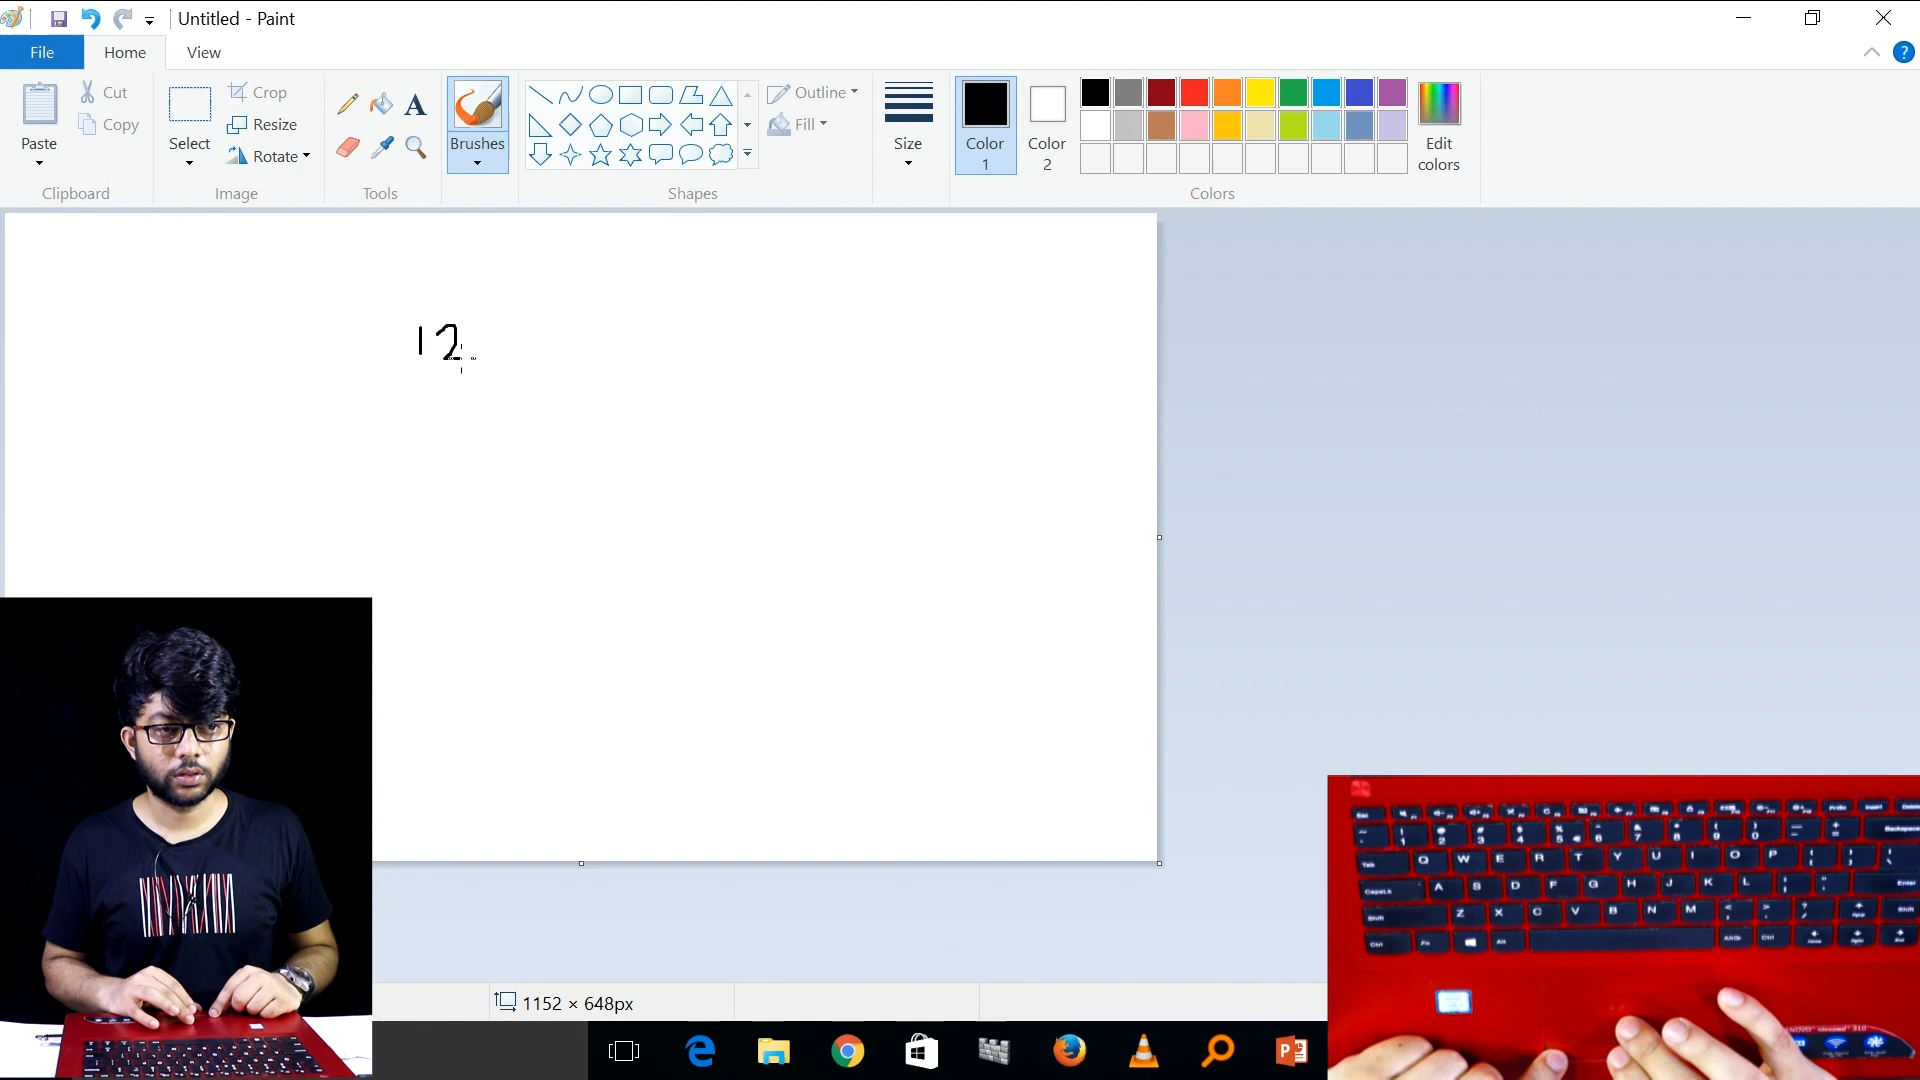 Untitled - Paint
File
Home
View
Paste
Cut
Copy
Clipboard
Select
Crop
Resize
Rotate
Image
Tools
Brushes
Outline
Fill
Shapes
Size
Color
1
Color
2
Edit
colors
Colors
?
12
1152 × 648px
Q W E R T Y U I O P
A S D F G H J K L
Z X C V B N M